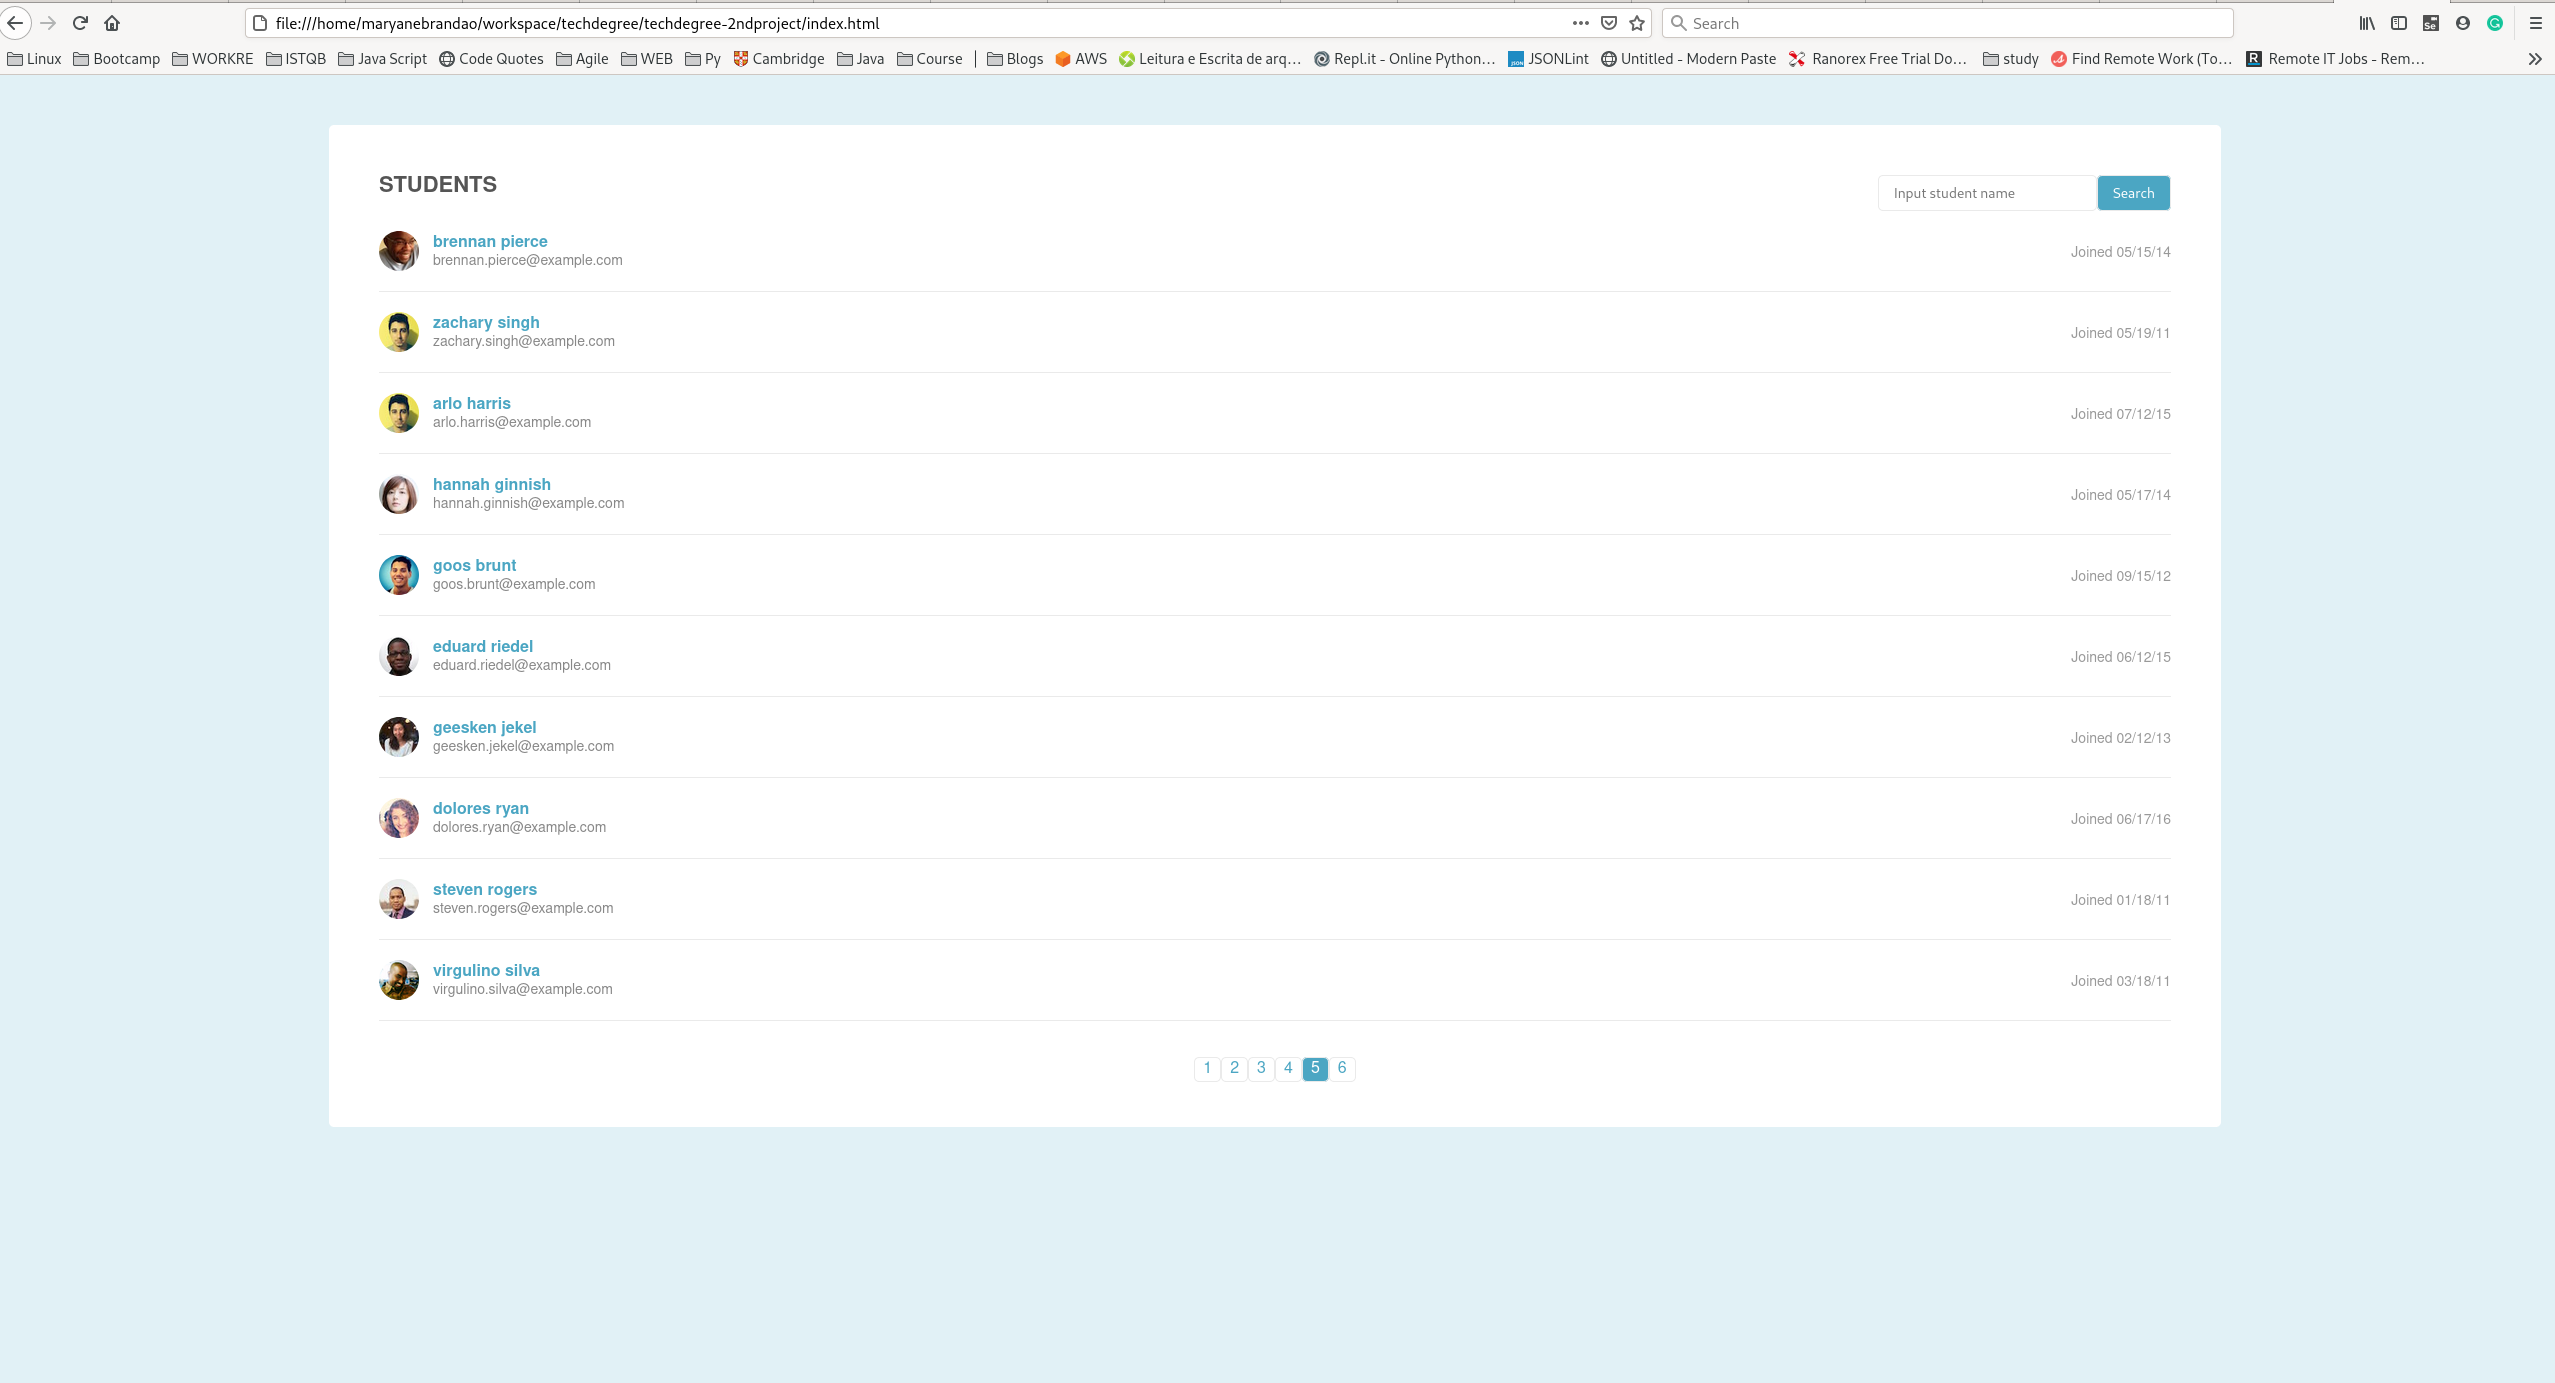 file:///home/maryanebrandao/workspace/techdegree/techdegree-2ndproject/index.html Search
Linux Bootcamp WORKRE ISTQB Java Script Code Quotes Agile WEB Py Cambridge Java Course Blogs AWS Leitura e Escrita de arq… Repl.it - Online Python… JSONLint Untitled - Modern Paste Ranorex Free Trial Do… study Find Remote Work (To… Remote IT Jobs - Rem…
STUDENTS
Input student name Search
brennan pierce
brennan.pierce@example.com
Joined 05/15/14
zachary singh
zachary.singh@example.com
Joined 05/19/11
arlo harris
arlo.harris@example.com
Joined 07/12/15
hannah ginnish
hannah.ginnish@example.com
Joined 05/17/14
goos brunt
goos.brunt@example.com
Joined 09/15/12
eduard riedel
eduard.riedel@example.com
Joined 06/12/15
geesken jekel
geesken.jekel@example.com
Joined 02/12/13
dolores ryan
dolores.ryan@example.com
Joined 06/17/16
steven rogers
steven.rogers@example.com
Joined 01/18/11
virgulino silva
virgulino.silva@example.com
Joined 03/18/11
1 2 3 4 5 6